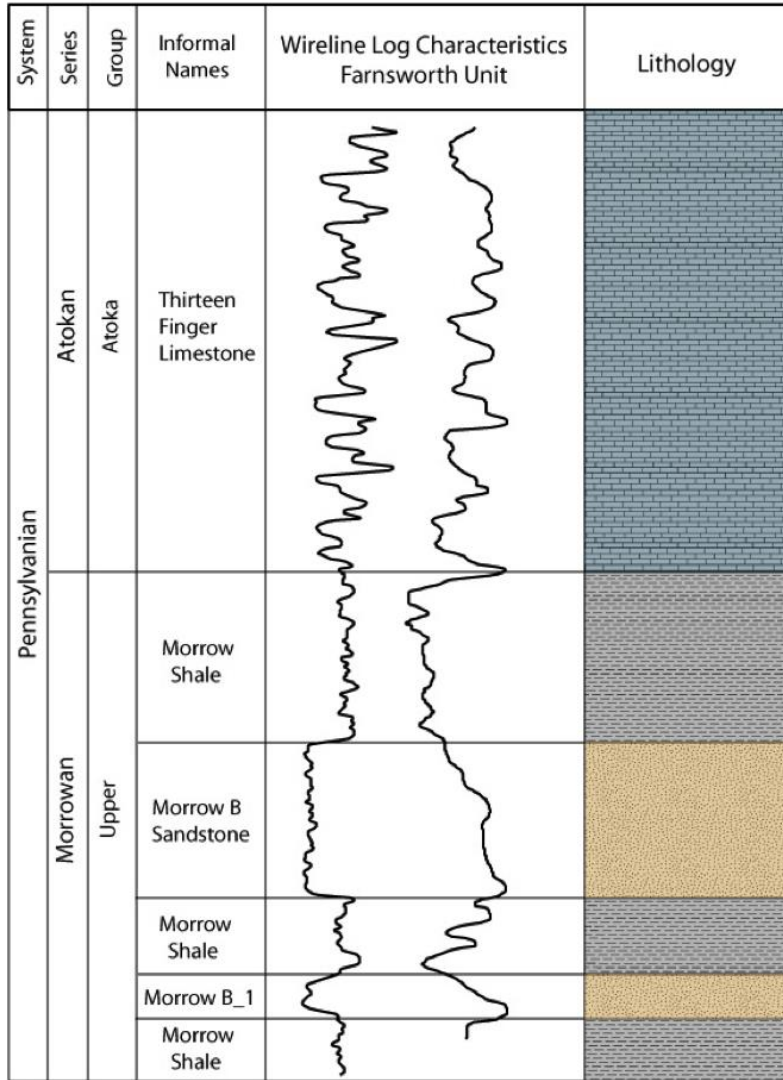 System
Series
Group
Informal
Names
Wireline Log Characteristics
Farnsworth Unit
Lithology
Pennsylvanian
Atokan
Atoka
Thirteen
Finger
Limestone
Morrowan
Upper
Morrow
Shale
Morrow B
Sandstone
Morrow
Shale
Morrow B_1
Morrow
Shale